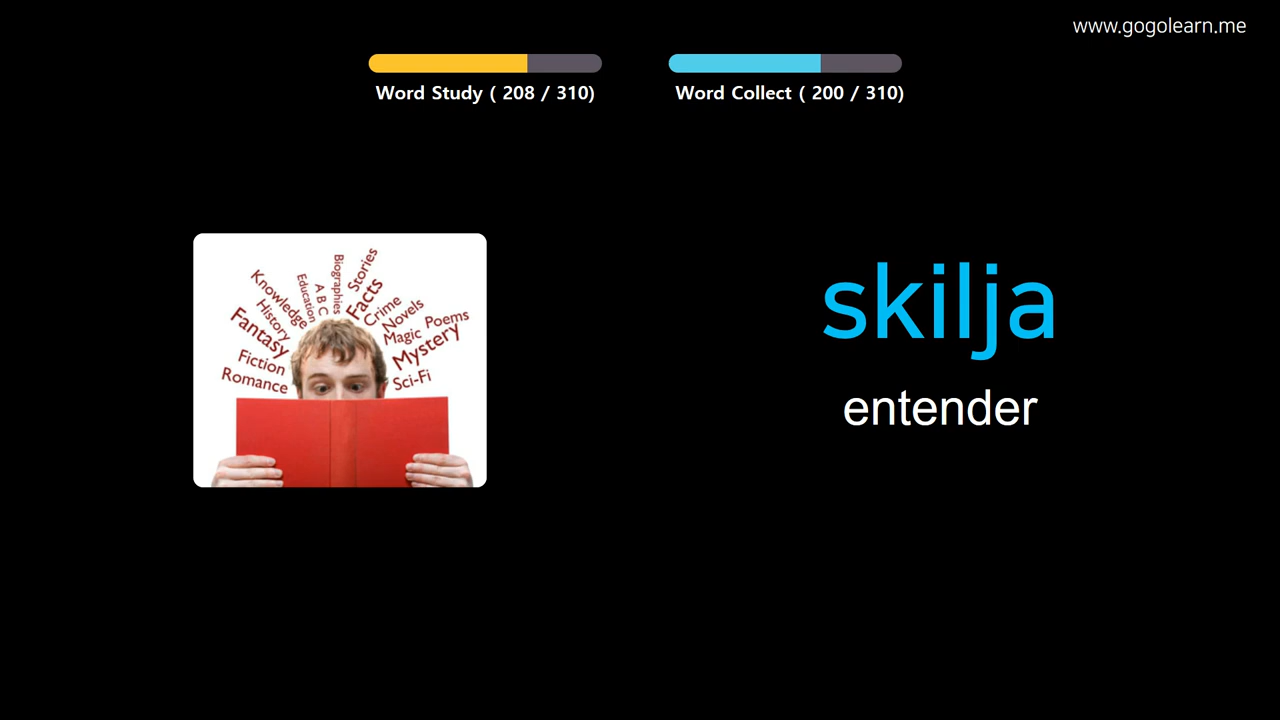 www.gogolearn.me
Word Study ( 208 / 310)
Word Collect ( 200 / 310)
skilja
entender
Knowledge
History
Fantasy
Fiction
Romance
Education
A B C
Biographies
Stories
Facts
Crime
Novels
Magic
Poems
Mystery
Sci-Fi